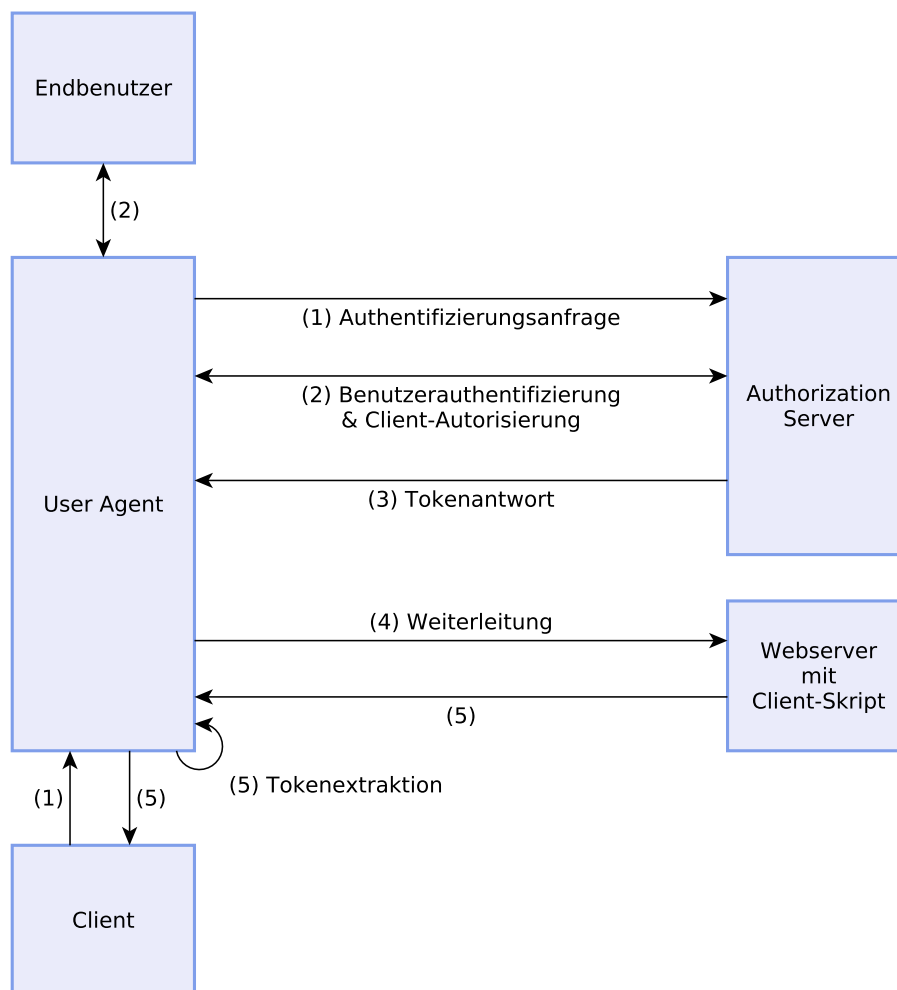 Endbenutzer
(2)
(1) Authentifizierungsanfrage
(2) Benutzerauthentifizierung
& Client-Autorisierung
Authorization
Server
User Agent
(3) Tokenantwort
(4) Weiterleitung
Webserver
mit
Client-Skript
(5)
(5) Tokenextraktion
(1)
(5)
Client